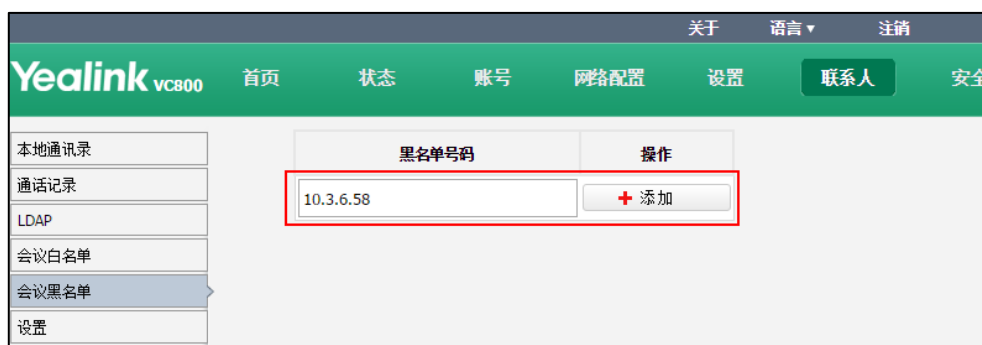 关于 语言▼ 注销
Yealink VC800 首页 状态 账号 网络配置 设置 联系人 安全
本地通讯录
黑名单号码 操作
通话记录
10.3.6.58 添加
LDAP
会议白名单
会议黑名单
设置